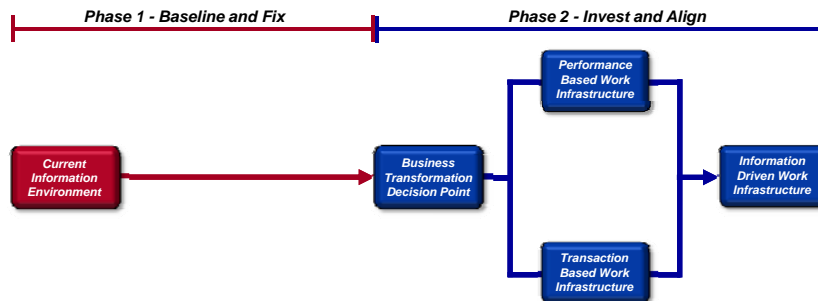 Phase 1 - Baseline and Fix
Phase 2 - Invest and Align
Performance
Based Work
Infrastructure
Current
Information
Environment
Business
Transformation
Decision Point
Information
Driven Work
Infrastructure
Transaction
Based Work
Infrastructure